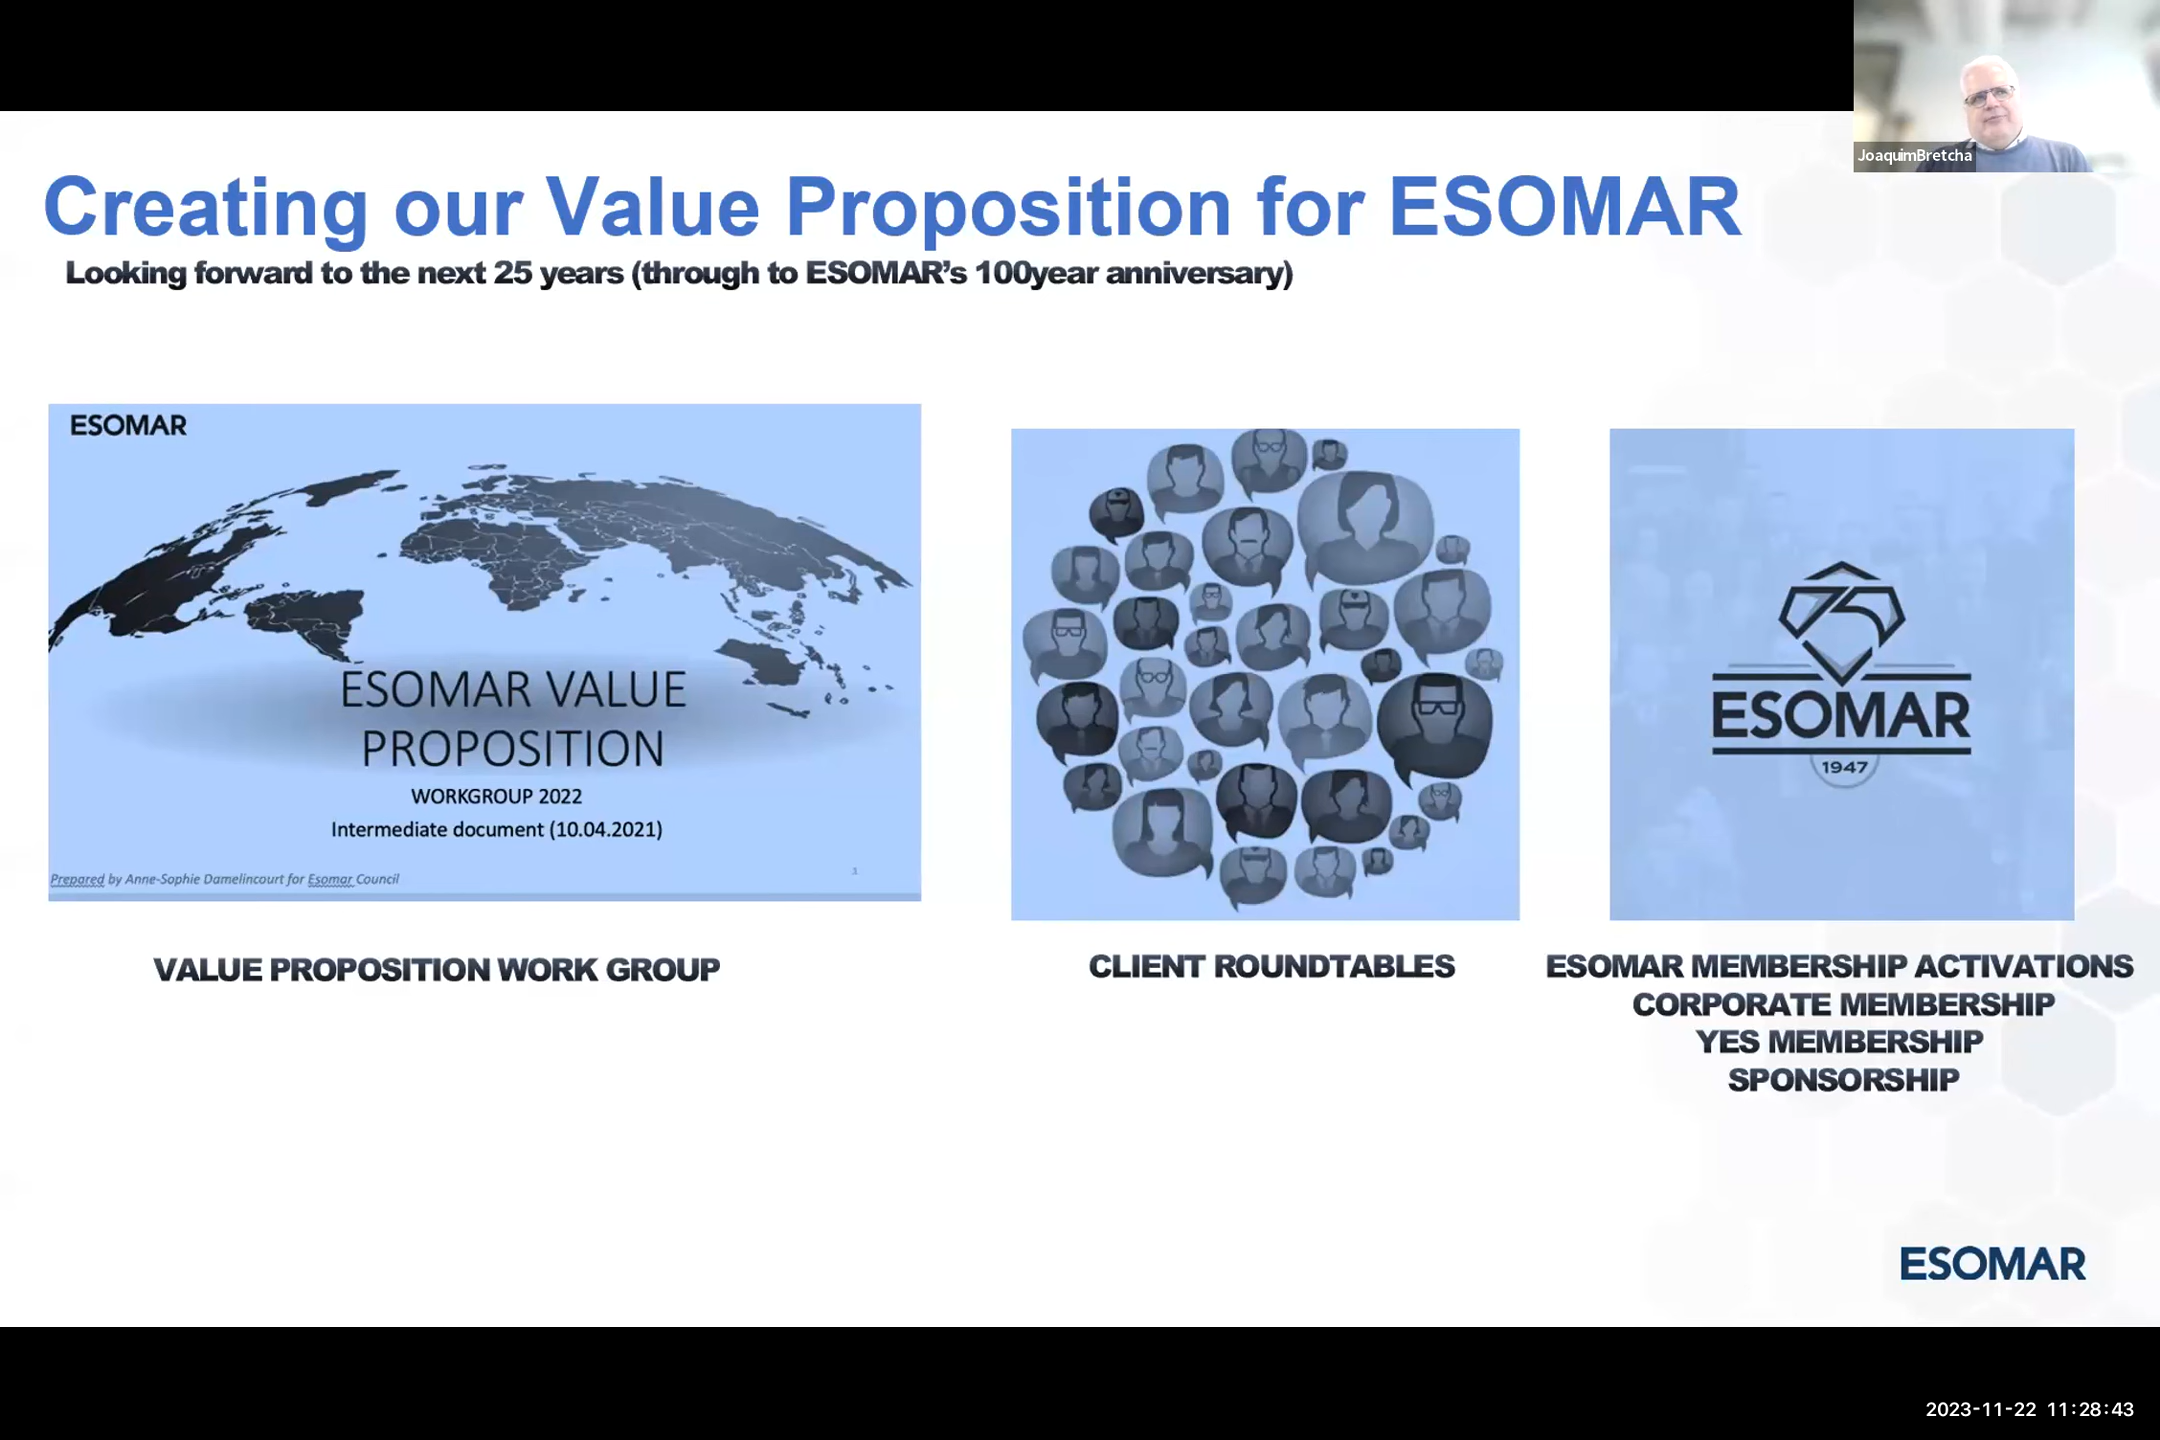 JoaquimBretcha
Creating our Value Proposition for ESOMAR
Looking forward to the next 25 years (through to ESOMAR's 100year anniversary)
ESOMAR
ESOMAR VALUE
PROPOSITION
WORKGROUP 2022
Intermediate document (10.04.2021)
Prepared by Anne-Sophie Damelincourt for Esomar Council
1
75
ESOMAR
1947
VALUE PROPOSITION WORK GROUP
CLIENT ROUNDTABLES
ESOMAR MEMBERSHIP ACTIVATIONS
CORPORATE MEMBERSHIP
YES MEMBERSHIP
SPONSORSHIP
ESOMAR
2023-11-22 11:28:43